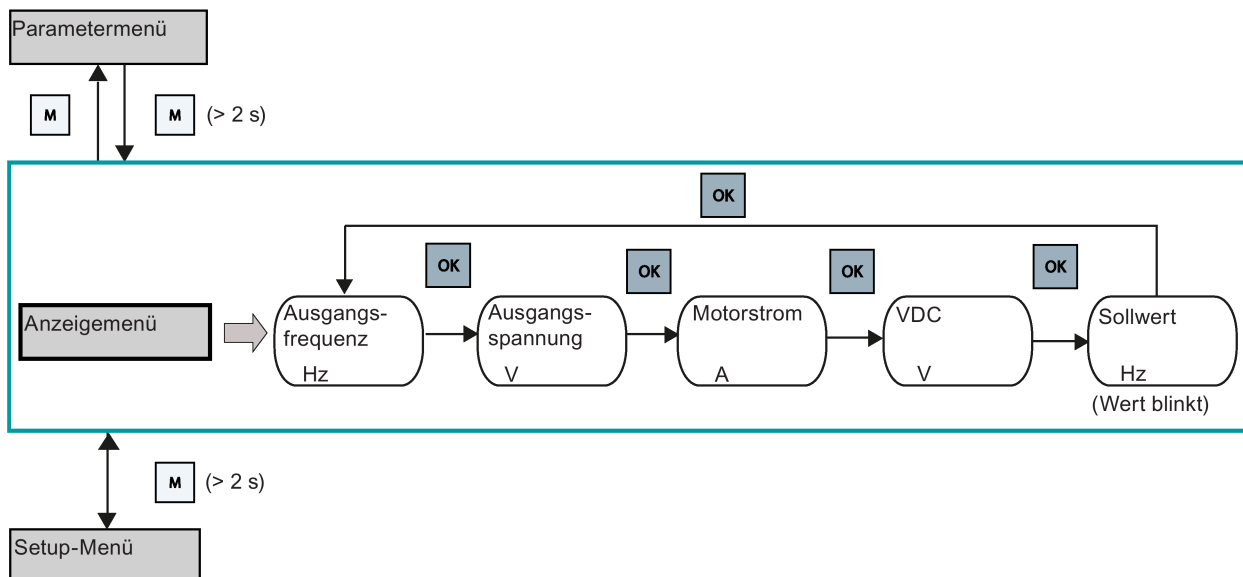 Parametermenü
M
M (> 2 s)
OK
OK
OK
OK
OK
Anzeigemenü
Ausgangs-
frequenz
Hz
Ausgangs-
spannung
V
Motorstrom
A
VDC
V
Sollwert
Hz
(Wert blinkt)
M (> 2 s)
Setup-Menü